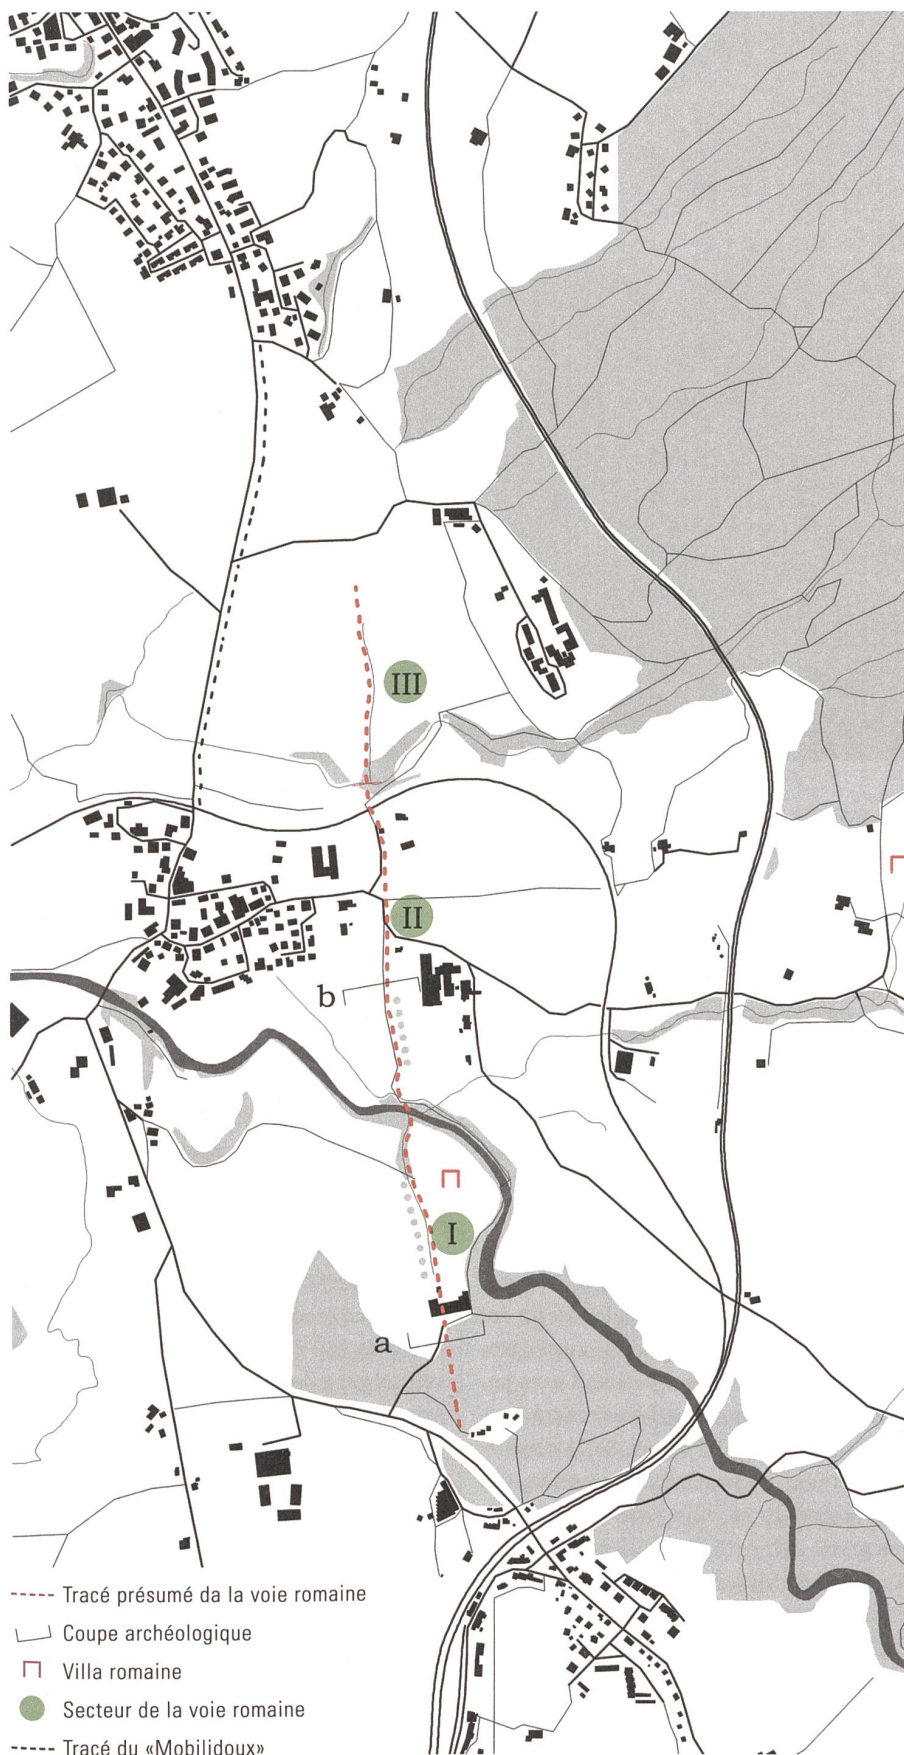 III
II
b
I
a
Tracé présumé da la voie romaine
Coupe archéologique
Villa romaine
Secteur de la voie romaine
Tracé du «Mobilidoux»